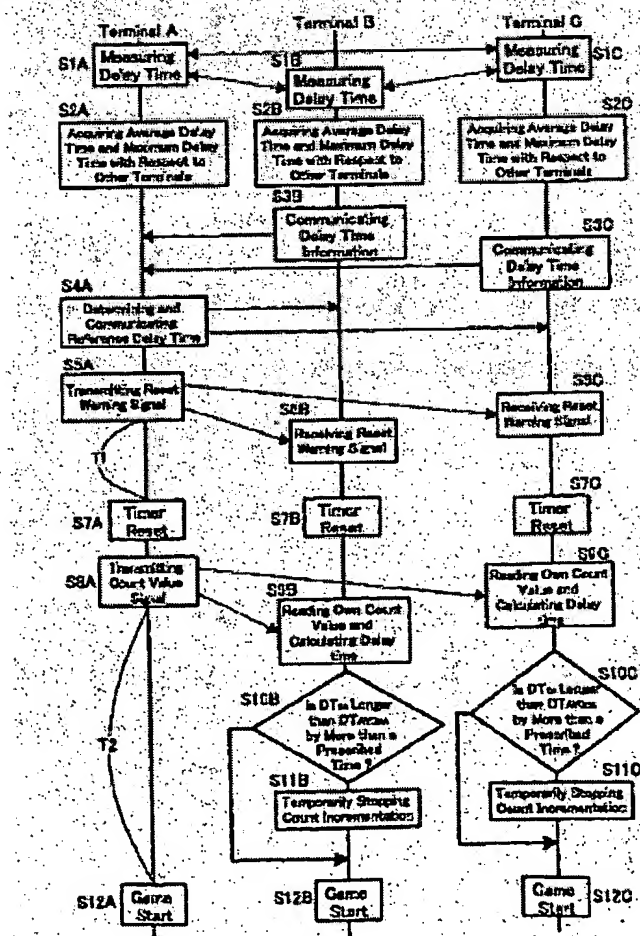 Terminal A
Terminal B
Terminal C
S1A
Measuring
Delay Time
S1B
Measuring
Delay Time
S1C
Measuring
Delay Time
S2A
Acquiring Average Delay
Time and Maximum Delay
Time with Respect to
Other Terminals
S2B
Acquiring Average Delay
Time and Maximum Delay
Time with Respect to
Other Terminals
S2C
Acquiring Average Delay
Time and Maximum Delay
Time with Respect to
Other Terminals
S3B
Communicating
Delay Time
Information
S3C
Communicating
Delay Time
Information
S4A
Determining and
Communicating
Reference Delay Time
S5A
Transmitting Reset
Warning Signal
S6B
Receiving Reset
Warning Signal
Receiving Reset
Warning Signal
T1
S7A
Timer
Reset
S7B
Timer
Reset
S7C
Timer
Reset
S8A
Transmitting
Count Value
Signal
S9B
Reading Own Count
Value and
Calculating Delay
time
S9C
Reading Own Count
Value and
Calculating Delay
time
T2
S10B
Is Longer
than
by More than a
Prescribed
Time ?
S10C
Is Longer
than
by More than a
Prescribed
Time ?
S11B
Temporarily Stopping
Count Incrementation
S11C
Temporarily Stopping
Count Incrementation
S12A
Game
Start
S12B
Game
Start
S12C
Game
Start